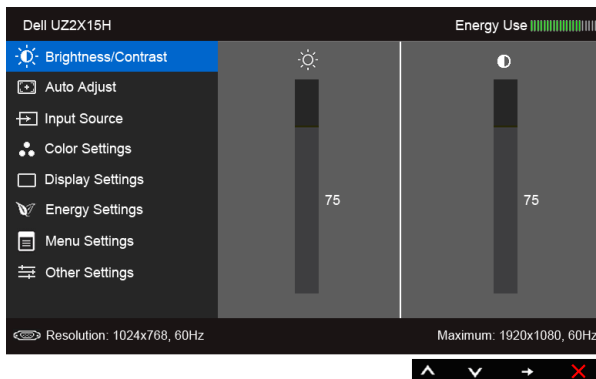 Dell UZ2X15H
Energy Use
Brightness/Contrast
Auto Adjust
Input Source
Color Settings
Display Settings
Energy Settings
Menu Settings
Other Settings
75
75
Resolution: 1024x768, 60Hz
Maximum: 1920x1080, 60Hz